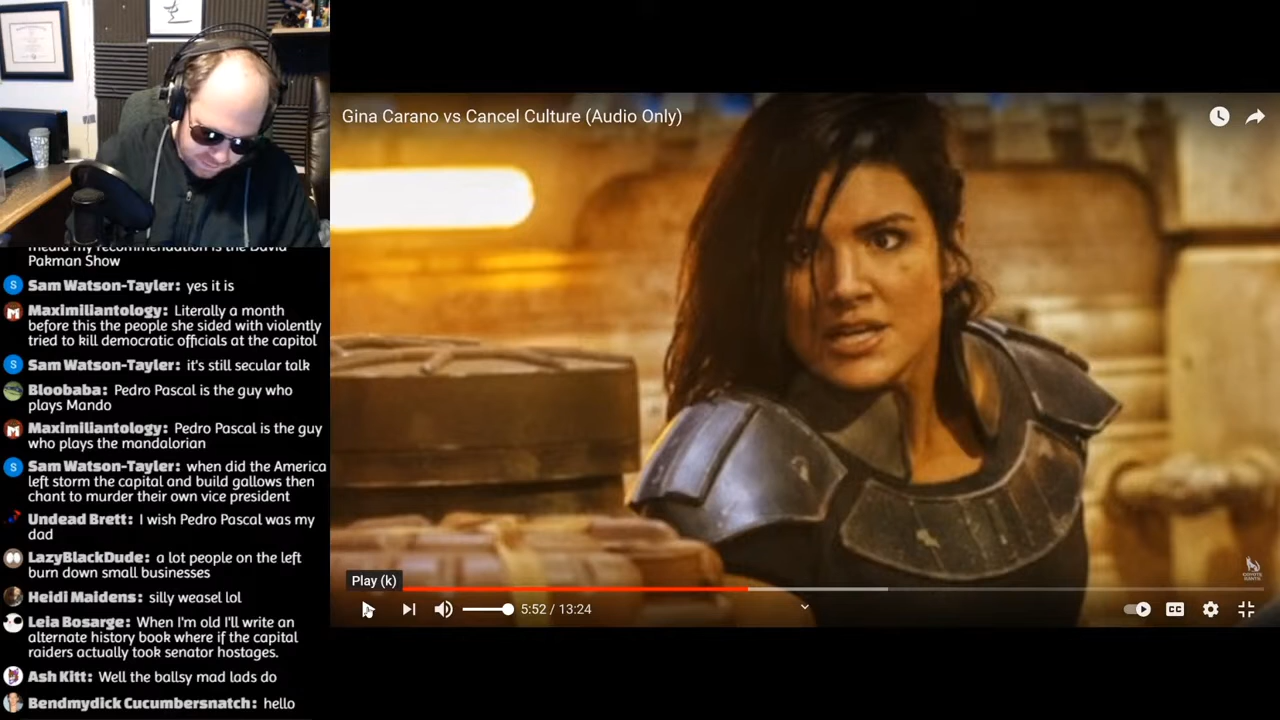 media my recommendation is the David
Pakman Show
Sam Watson-Taylor: yes it is
Maximiliantology: Literally a month
before this the people she sided with violently
tried to kill democratic officials at the capitol
Sam Watson-Taylor: it's still secular talk
Bloobaba: Pedro Pascal is the guy who
plays Mando
Maximiliantology: Pedro Pascal is the guy
who plays the mandalorian
Sam Watson-Taylor: when did the America
left storm the capital and build gallows then
chant to murder their own vice president
Undead Brett: I wish Pedro Pascal was my
dad
LazyBlackDude: a lot people on the left
burn down small businesses
Heidi Maidens: silly weasel lol
Leia Bosarge: When I'm old I'll write an
alternate history book where if the capital
raiders actually took senator hostages.
Ash Kitt: Well the ballsy mad lads do
Bendmydick Cucumbersnatch: hello
Gina Carano vs Cancel Culture (Audio Only)
Play (k)
5:52 / 13:24
CC